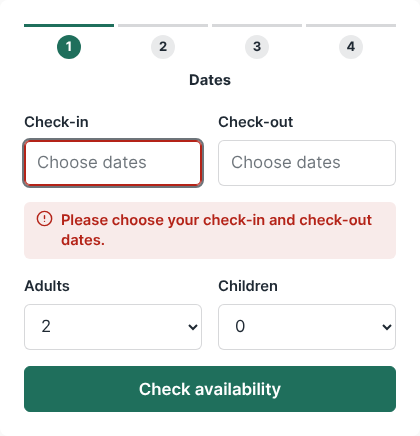 1 2 3 4
Dates
Check-in Check-out
Choose dates Choose dates
Please choose your check-in and check-out
dates.
Adults Children
2 0
Check availability